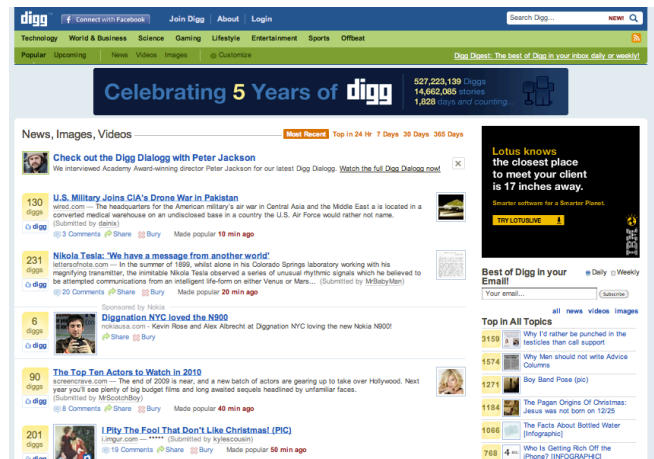 digg
f Connect with Facebook
Join Digg | About | Login
Search Digg... NEW!
Technology World & Business Science Gaming Lifestyle Entertainment Sports Offbeat
Popular Upcoming News Videos Images Customize
Digg Digest: The best of Digg in your inbox daily or weekly!
Celebrating 5 Years of digg
527,223,139 Diggs
14,662,085 stories
1,828 days and counting...
News, Images, Videos
Most Recent Top in 24 Hr 7 Days 30 Days 365 Days
Check out the Digg Dialogg with Peter Jackson
We interviewed Academy Award-winning director Peter Jackson for our latest Digg Dialogg. Watch the full Digg Dialogg now!
130
diggs
digg
U.S. Military Joins CIA's Drone War in Pakistan
wired.com — The headquarters for the American military's air war in Central Asia and the Middle East a is located in a
converted medical warehouse on an undisclosed base in a country the U.S. Air Force would rather not name.
(Submitted by dainix)
3 Comments Share Bury Made popular 10 min ago
231
diggs
digg
Nikola Tesla: 'We have a message from another world'
lettersofnote.com — In the summer of 1899, whilst alone in his Colorado Springs laboratory working with his
magnifying transmitter, the inimitable Nikola Tesla observed a series of unusual rhythmic signals which he believed to
be attempted communications from an intelligent life-form on either Venus or Mars... (Submitted by MrBabyMan)
20 Comments Share Bury Made popular 20 min ago
Sponsored by Nokia
6
diggs
digg
Diggnation NYC loved the N900
nokiausa.com - Kevin Rose and Alex Albrecht at Diggnation NYC loving the new Nokia N900!
Share Bury
90
diggs
digg
The Top Ten Actors to Watch in 2010
screencrave.com — The end of 2009 is near, and a new batch of actors are gearing up to take over Hollywood. Next
year you'll see plenty of big budget films and long awaited sequels headlined by unfamiliar faces.
(Submitted by MrScotchBoy)
8 Comments Share Bury Made popular 40 min ago
201
diggs
digg
I Pity The Fool That Don't Like Christmas! (PIC)
i.imgur.com — ***** (Submitted by kylescousin)
19 Comments Share Bury Made popular 50 min ago
Lotus knows
the closest place
to meet your client
is 17 inches away.
Smarter software for a Smarter Planet.
TRY LOTUSLIVE
IBM
Best of Digg in your
Email!
Daily Weekly
Your email... Subscribe
all news videos images
Top in All Topics
3159 Why I'd rather be punched in the
testicles than call support
1574 Why Men should not write Advice
Columns
1271 Boy Band Pose (pic)
1184 The Pagan Origins Of Christmas:
Jesus was not born on 12/25
1066 The Facts About Bottled Water
[Infographic]
768 Who Is Getting Rich Off the
iPhone? [INFOGRAPHIC]